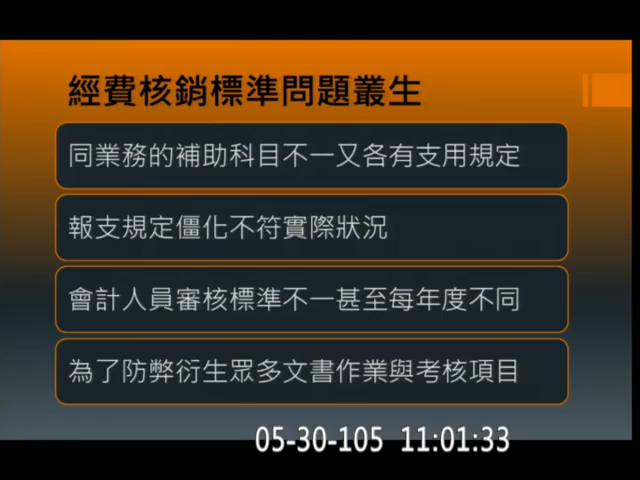 經費核銷標準問題叢生
同業務的補助科目不一又各有支用規定
報支規定僵化不符實際狀況
會計人員審核標準不一甚至每年度不同
為了防弊衍生眾多文書作業與考核項目
05-30-105 11:01:33